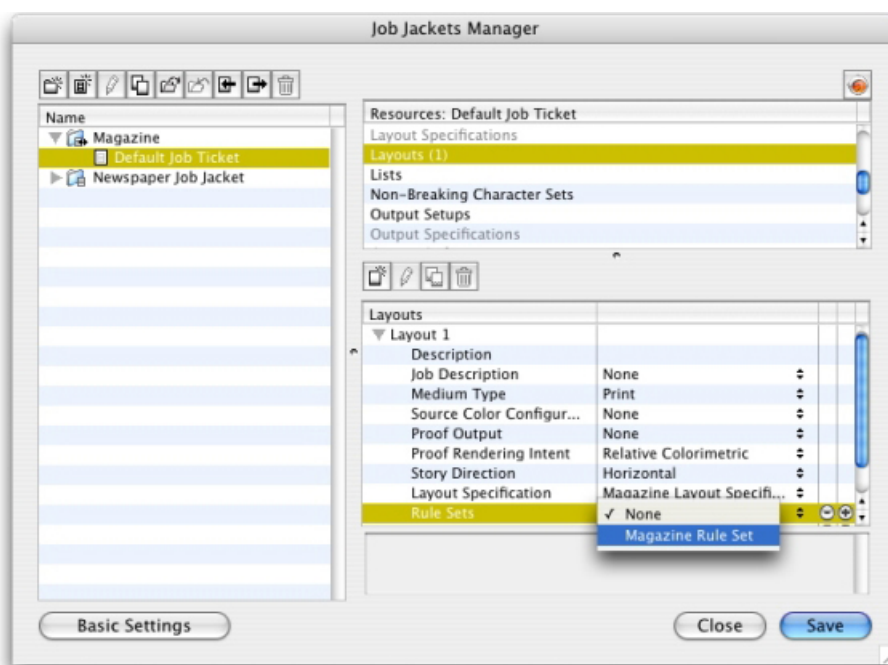 Job Jackets Manager
Name
Magazine
Default Job Ticket
Newspaper Job Jacket
Resources: Default Job Ticket
Layout Specifications
Layouts (1)
Lists
Non-Breaking Character Sets
Output Setups
Output Specifications
Layouts
Layout 1
Description
Job Description None
Medium Type Print
Source Color Configur... None
Proof Output None
Proof Rendering Intent Relative Colorimetric
Story Direction Horizontal
Layout Specification Magazine Layout Specifi...
Rule Sets ✓ None
Magazine Rule Set
Basic Settings
Close
Save